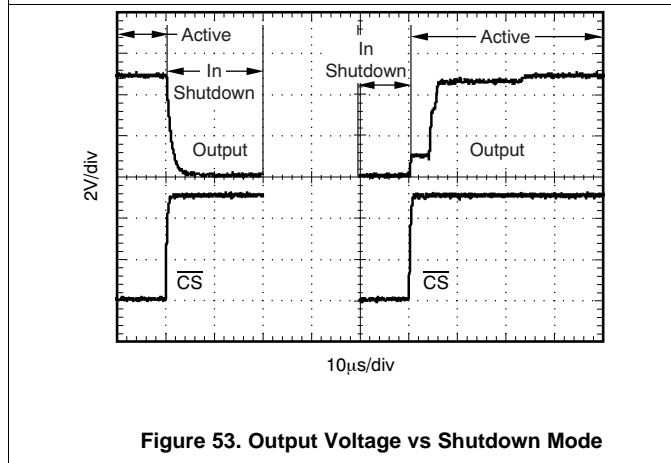 Active
In
Shutdown
Output
In
Shutdown
Active
Output
2V/div
CS
CS
10µs/div
Figure 53. Output Voltage vs Shutdown Mode